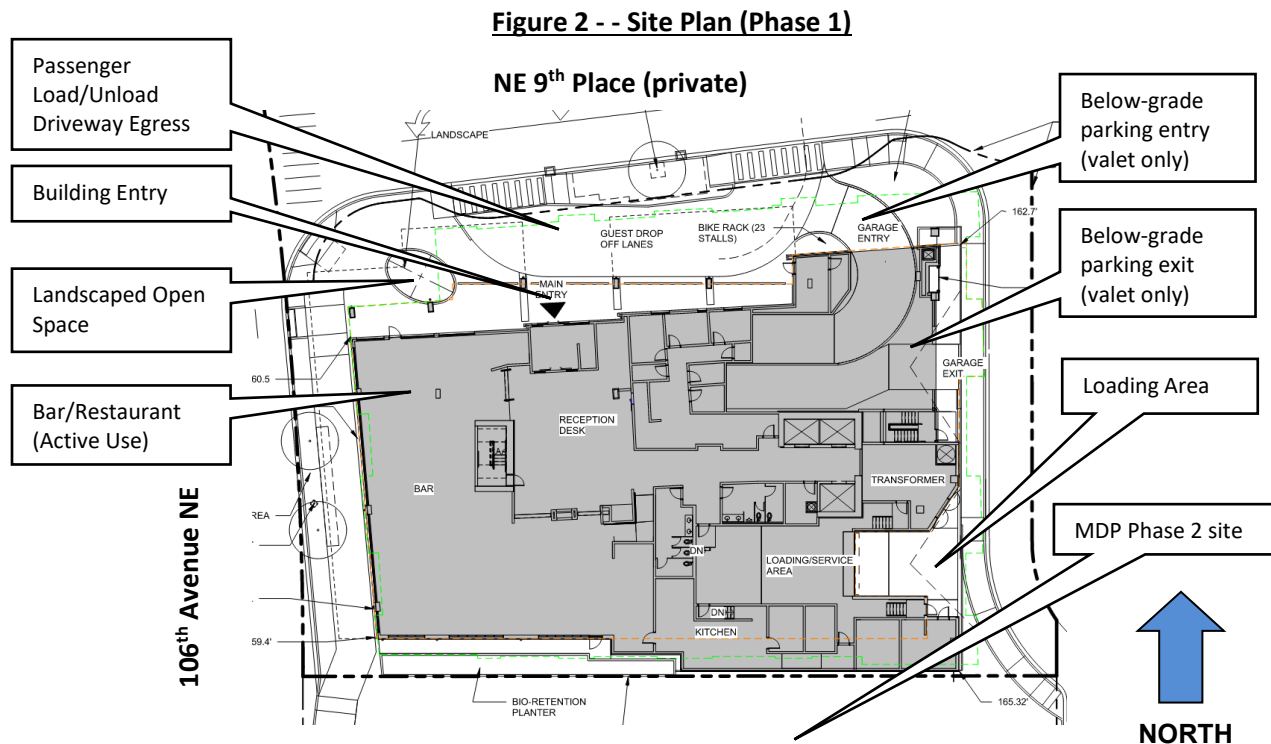 Figure 2 - - Site Plan (Phase 1)
NE 9th Place (private)
Passenger
Load/Unload
Driveway Egress
Building Entry
Landscaped Open
Space
Bar/Restaurant
(Active Use)
Below-grade
parking entry
(valet only)
Below-grade
parking exit
(valet only)
Loading Area
MDP Phase 2 site
LANDSCAPE
GUEST DROP
OFF LANES
BIKE RACK (23
STALLS)
GARAGE
ENTRY
162.7'
MAIN
ENTRY
GARAGE
EXIT
60.5
RECEPTION
DESK
BAR
TRANSFORMER
REA
DN
LOADING/SERVICE
AREA
DN
KITCHEN
59.4'
BIO-RETENTION
PLANTER
165.32'
106th Avenue NE
NORTH